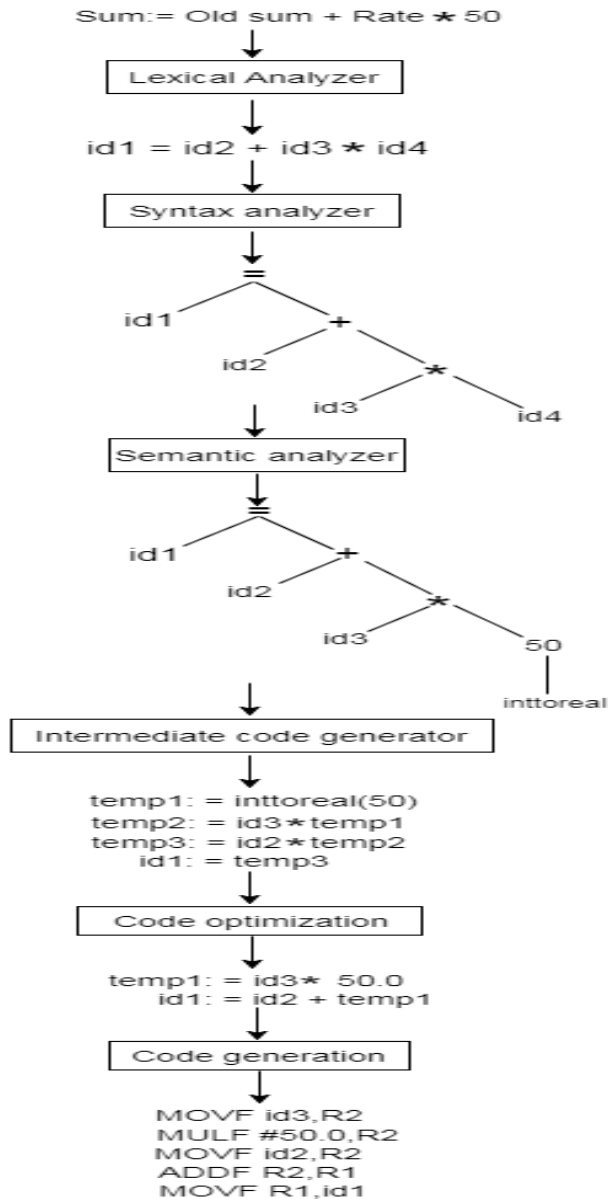 Sum:= Old sum + Rate * 50
Lexical Analyzer
id1 = id2 + id3 * id4
Syntax analyzer
=
id1
+
id2
*
id3
id4
Semantic analyzer
=
id1
+
id2
*
id3
50
inttoreal
Intermediate code generator
temp1: = inttoreal(50)
temp2: = id3*temp1
temp3: = id2*temp2
id1: = temp3
Code optimization
temp1: = id3* 50.0
id1: = id2 + temp1
Code generation
MOVF id3,R2
MULF #50.0,R2
MOVF id2,R2
ADDF R2,R1
MOVF R1,id1